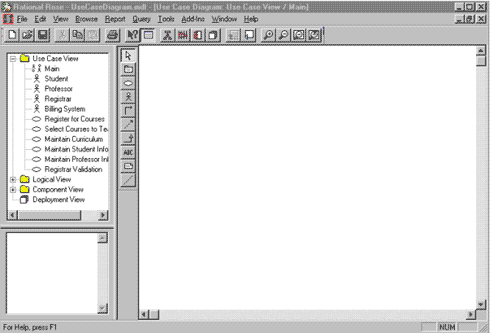 Rational Rose - UseCaseDiagram.mdl - [Use Case Diagram: Use Case View / Main]
File Edit View Browse Report Query Tools Add-Ins Window Help
Use Case View
Main
Student
Professor
Registrar
Billing System
Register for Courses
Select Courses to Te
Maintain Curriculum
Maintain Student Info
Maintain Professor Inf
Registrar Validation
Logical View
Component View
Deployment View
ABC
For Help, press F1
NUM